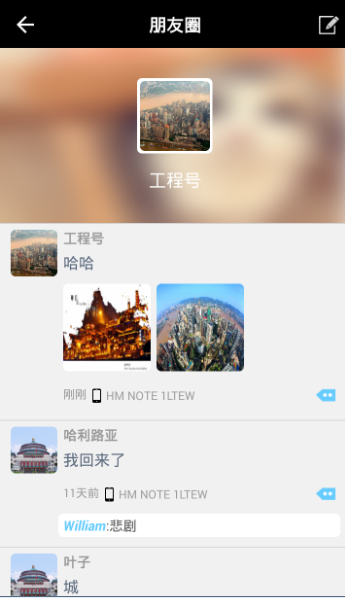 朋友圈
工程号
工程号
哈哈
刚刚 HM NOTE 1LTEW
哈利路亚
我回来了
11天前 HM NOTE 1LTEW
William:悲剧
叶子
城